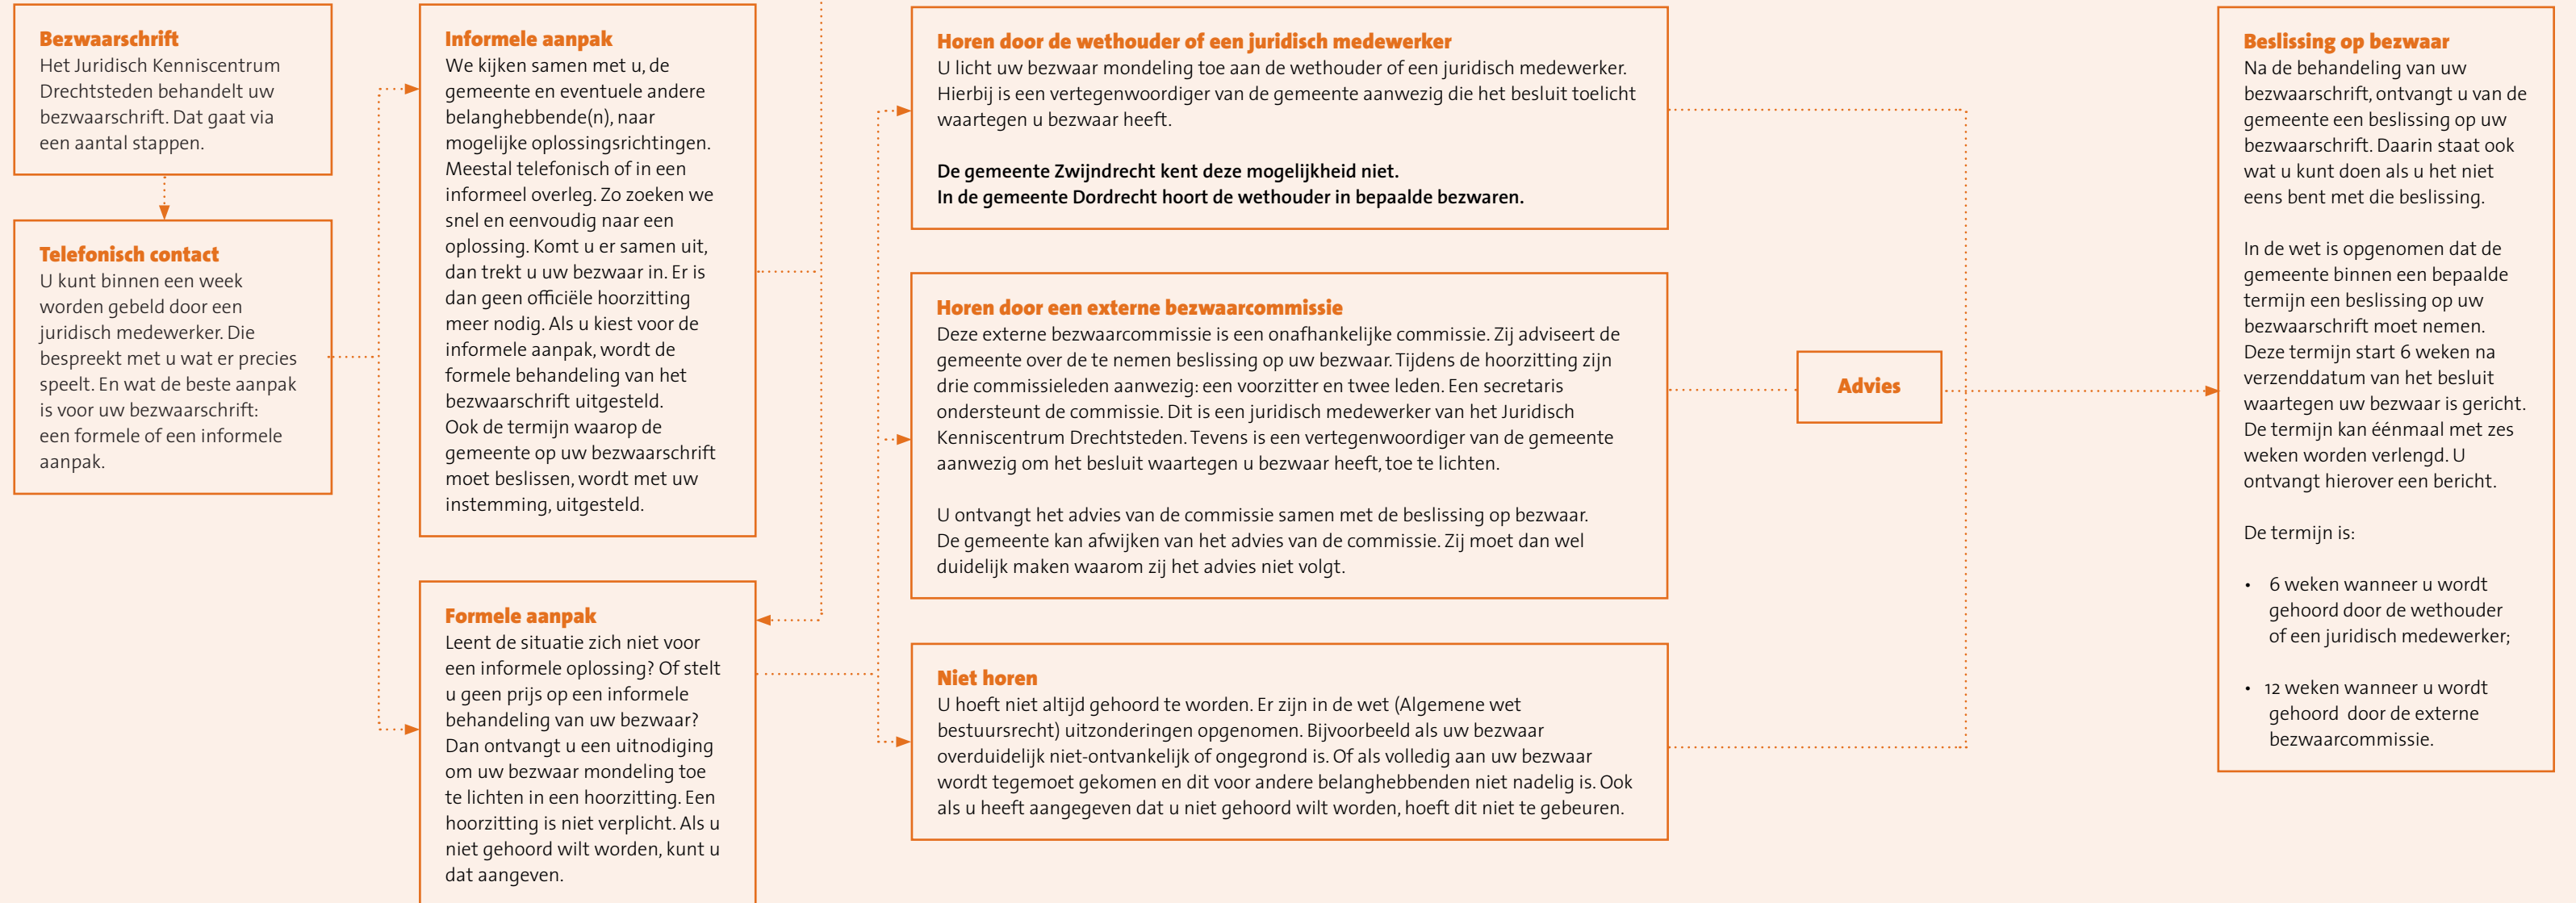 Bezwaarschrift
Het Juridisch Kenniscentrum
Drechtsteden behandelt uw
bezwaarschrift. Dat gaat via
een aantal stappen.
Telefonisch contact
U kunt binnen een week
worden gebeld door een
juridisch medewerker. Die
bespreekt met u wat er precies
speelt. En wat de beste aanpak
is voor uw bezwaarschrift:
een formele of een informele
aanpak.
Informele aanpak
We kijken samen met u, de
gemeente en eventuele andere
belanghebbende(n), naar
mogelijke oplossingsrichtingen.
Meestal telefonisch of in een
informeel overleg. Zo zoeken we
snel en eenvoudig naar een
oplossing. Komt u er samen uit,
dan trekt u uw bezwaar in. Er is
dan geen officiële hoorzitting
meer nodig. Als u kiest voor de
informele aanpak, wordt de
formele behandeling van het
bezwaarschrift uitgesteld.
Ook de termijn waarop de
gemeente op uw bezwaarschrift
moet beslissen, wordt met uw
instemming, uitgesteld.
Formele aanpak
Leent de situatie zich niet voor
een informele oplossing? Of stelt
u geen prijs op een informele
behandeling van uw bezwaar?
Dan ontvangt u een uitnodiging
om uw bezwaar mondeling toe
te lichten in een hoorzitting. Een
hoorzitting is niet verplicht. Als u
niet gehoord wilt worden, kunt u
dat aangeven.
Horen door de wethouder of een juridisch medewerker
U licht uw bezwaar mondeling toe aan de wethouder of een juridisch medewerker.
Hierbij is een vertegenwoordiger van de gemeente aanwezig die het besluit toelicht
waartegen u bezwaar heeft.
De gemeente Zwijndrecht kent deze mogelijkheid niet.
In de gemeente Dordrecht hoort de wethouder in bepaalde bezwaren.
Horen door een externe bezwaarcommissie
Deze externe bezwaarcommissie is een onafhankelijke commissie. Zij adviseert de
gemeente over de te nemen beslissing op uw bezwaar. Tijdens de hoorzitting zijn
drie commissieleden aanwezig: een voorzitter en twee leden. Een secretaris
ondersteunt de commissie. Dit is een juridisch medewerker van het Juridisch
Kenniscentrum Drechtsteden. Tevens is een vertegenwoordiger van de gemeente
aanwezig om het besluit waartegen u bezwaar heeft, toe te lichten.
U ontvangt het advies van de commissie samen met de beslissing op bezwaar.
De gemeente kan afwijken van het advies van de commissie. Zij moet dan wel
duidelijk maken waarom zij het advies niet volgt.
Niet horen
U hoeft niet altijd gehoord te worden. Er zijn in de wet (Algemene wet
bestuursrecht) uitzonderingen opgenomen. Bijvoorbeeld als uw bezwaar
overduidelijk niet-ontvankelijk of ongegrond is. Of als volledig aan uw bezwaar
wordt tegemoet gekomen en dit voor andere belanghebbenden niet nadelig is. Ook
als u heeft aangegeven dat u niet gehoord wilt worden, hoeft dit niet te gebeuren.
Advies
Beslissing op bezwaar
Na de behandeling van uw
bezwaarschrift, ontvangt u van de
gemeente een beslissing op uw
bezwaarschrift. Daarin staat ook
wat u kunt doen als u het niet
eens bent met die beslissing.
In de wet is opgenomen dat de
gemeente binnen een bepaalde
termijn een beslissing op uw
bezwaarschrift moet nemen.
Deze termijn start 6 weken na
verzenddatum van het besluit
waartegen uw bezwaar is gericht.
De termijn kan éénmaal met zes
weken worden verlengd. U
ontvangt hierover een bericht.
De termijn is:
• 6 weken wanneer u wordt
gehoord door de wethouder
of een juridisch medewerker;
• 12 weken wanneer u wordt
gehoord door de externe
bezwaarcommissie.